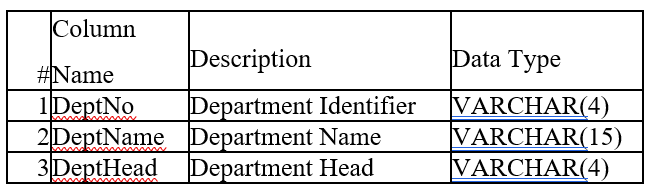 Column
#Name Description Data Type
1 DeptNo Department Identifier VARCHAR(4)
2 DeptName Department Name VARCHAR(15)
3 DeptHead Department Head VARCHAR(4)